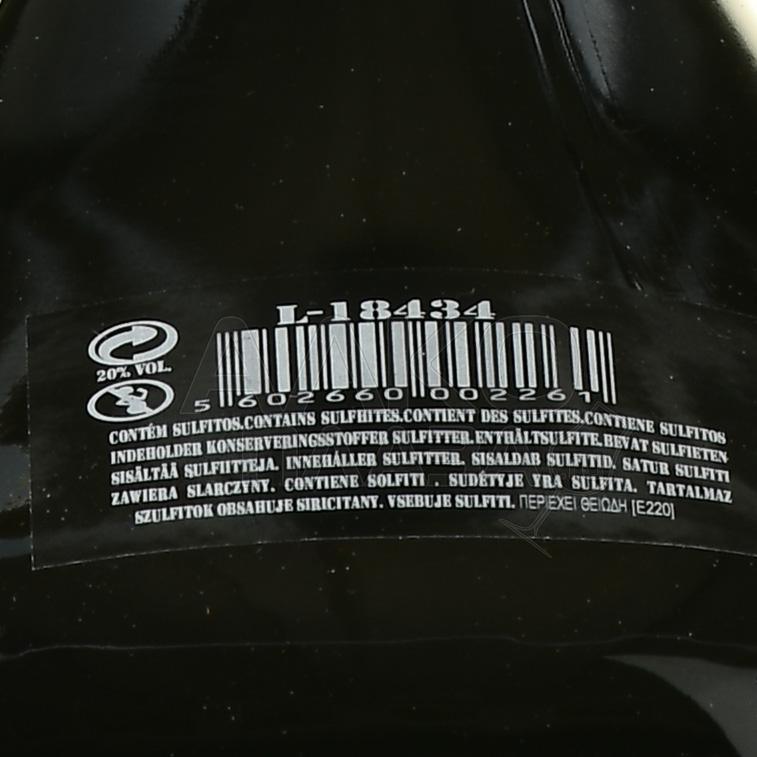 L-18434
20% VOL.
5 602660 002261
CONTÉM SULFITOS.CONTAINS SULFHITES.CONTIENT DES SULFITES.CONTIENE SULFITOS
INDEHOLDER KONSERVERINGSSTOFFER SULFITTER.ENTHÄLTSULFITE.BEVAT SULFIETEN
SISÄLTÄÄ SULFIITTEJA. INNEHÁLLER SULFITTER. SISALDAB SULFITID. SATUR SULFITI
ZAWIERA SLARCZYNY. CONTIENE SOLFITI . SUDÉTYJE YRA SULFITA. TARTALMAZ
SZULFITOK OBSAHUJE SIRICITANY. VSEBUJE SULFITI. ΠΕΡΙΕΧΕΙ ΘΕΙΩΔΗ [E220]